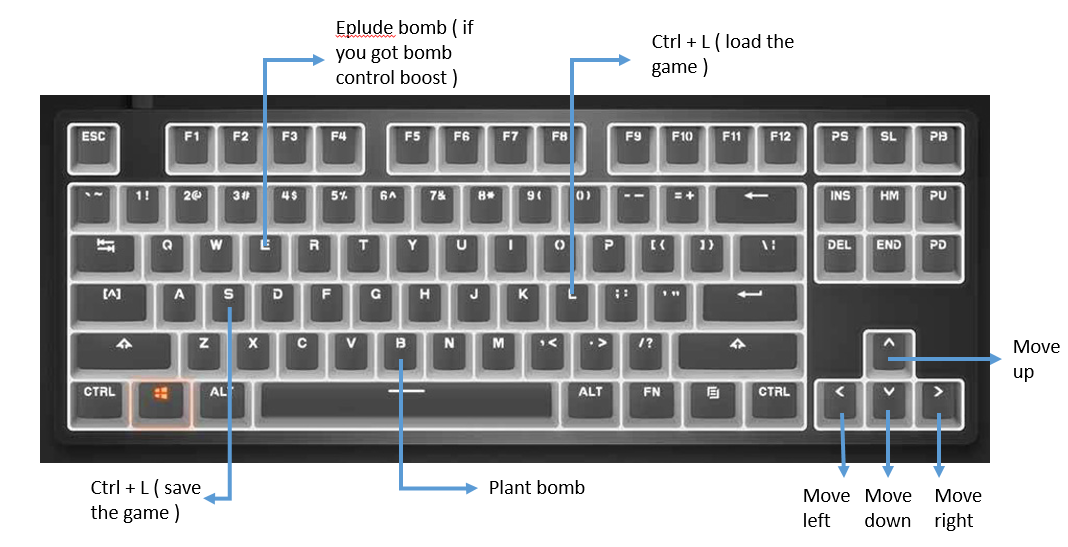 Eplude bomb ( if
you got bomb
control boost )
Ctrl + L ( load the
game )
ESC F1 F2 F3 F4 F5 F6 F7 F8 F9 F10 F11 F12 PS SL PB
`~ 1! 2@ 3# 4$ 5% 6^ 7& 8* 9( 0) -- =+ INS HM PU
Q W E R T Y U I O P [{ ]} \¦ DEL END PD
[^] A S D F G H J K L ;: '"
Z X C V B N M ,< .> /? ^
CTRL ALT ALT FN CTRL < v >
Move
up
Ctrl + L ( save
the game )
Plant bomb
Move
left
Move
down
Move
right